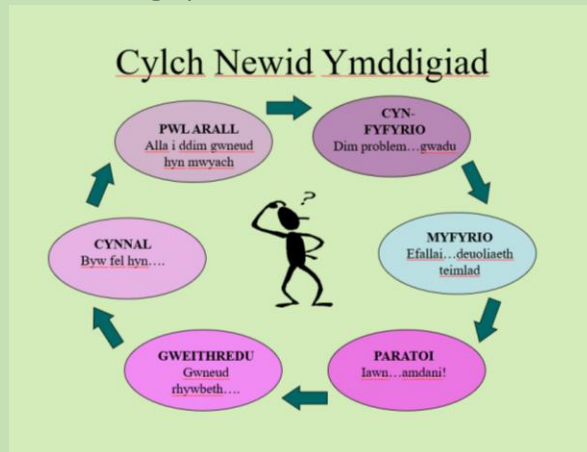 Cylch Newid Ymddigiad
PWL ARALL
Alla i ddim gwneud
hyn mwyach
CYN-
FYFYRIO
Dim problem...gwadu
MYFYRIO
Efallai...deuoliaeth
teimlad
PARATOI
Iawn...amdani!
GWEITHREDU
Gwneud
rhywbeth....
CYNNAL
Byw fel hyn....
?